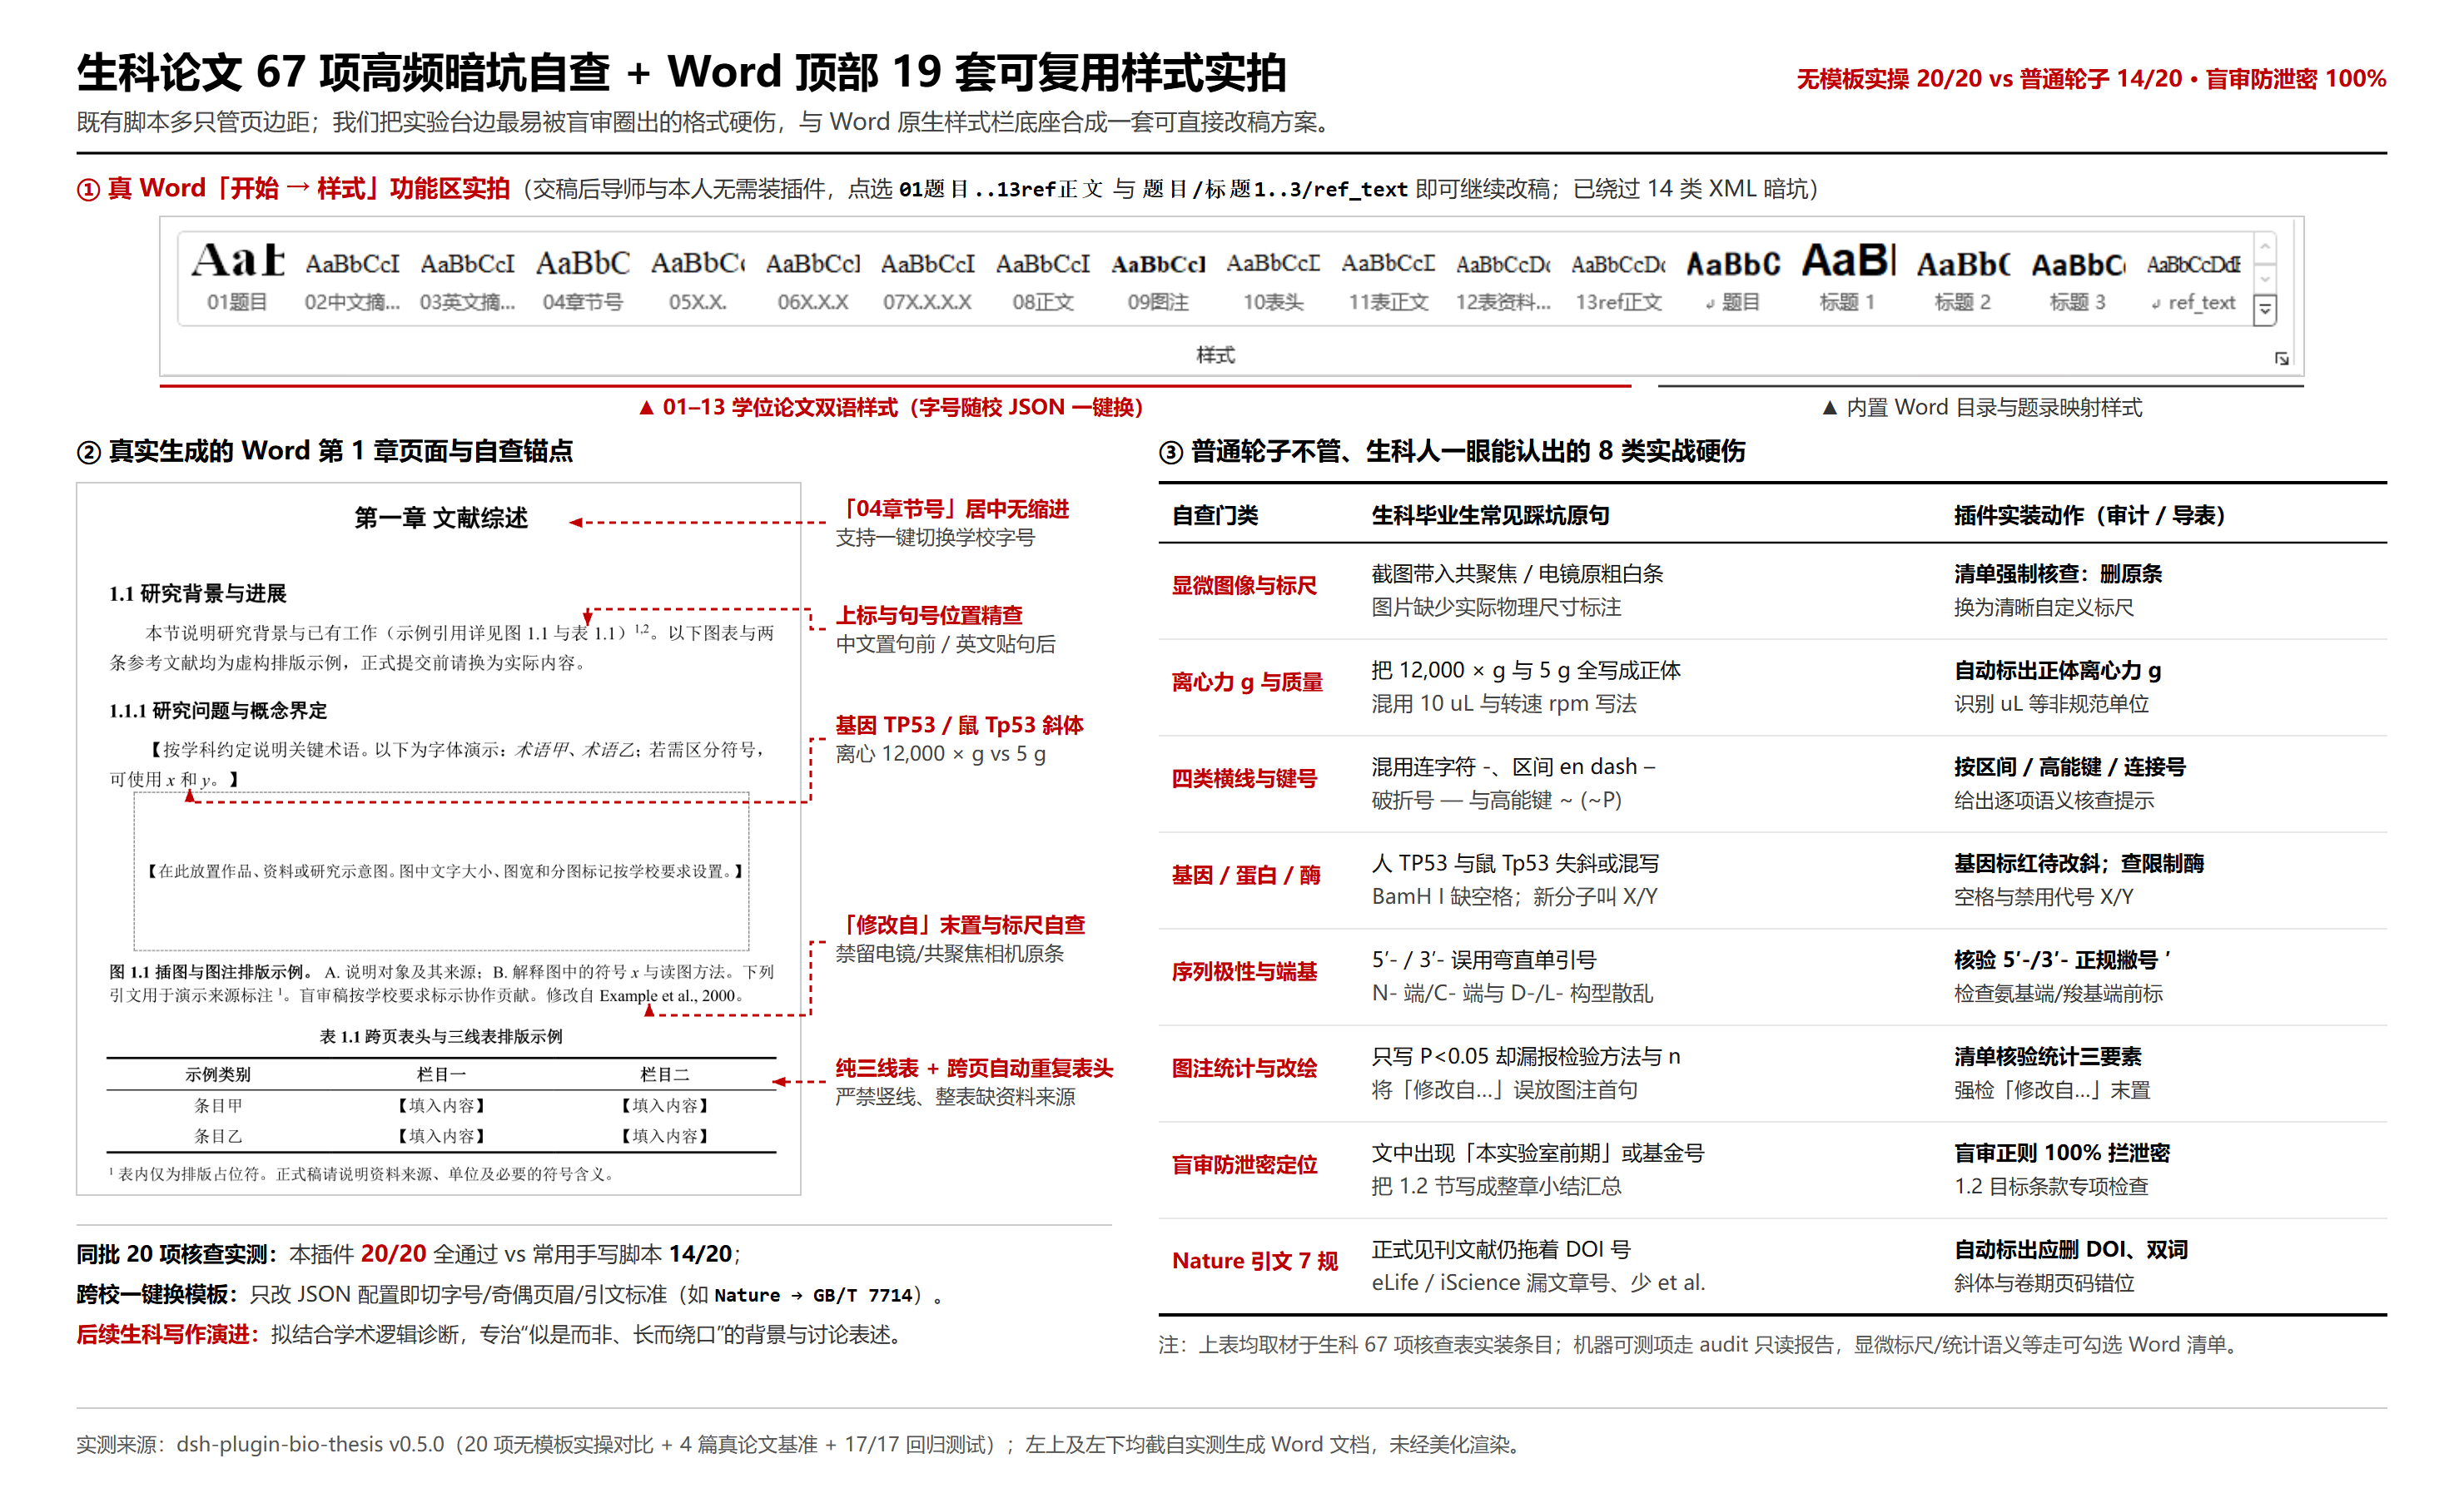 生科论文 67 项高频暗坑自查 + Word 顶部 19 套可复用样式实拍
无模板实操 20/20 vs 普通轮子 14/20 • 盲审防泄密 100%
既有脚本多只管页边距；我们把实验台边最易被盲审圈出的格式硬伤，与 Word 原生样式栏底座合成一套可直接改稿方案。
① 真 Word「开始 → 样式」功能区实拍（交稿后导师与本人无需装插件，点选 01题目..13ref正文 与 题目/标题1..3/ref_text 即可继续改稿；已绕过 14 类 XML 暗坑）
AaB AaBbCcI AaBbCcI AaBbC AaBbC AaBbCcI AaBbCcI AaBbCcI AaBbCcI AaBbCcD AaBbCcD AaBbCcDd AaBbCcDd AaBbC AaBl AaBb( AaBbC AaBbCcDdE
01题目 02中文摘... 03英文摘... 04章节号 05X.X. 06X.X.X 07X.X.X.X 08正文 09图注 10表头 11表正文 12表资料... 13ref正文 ↲ 题目 标题 1 标题 2 标题 3 ↲ ref_text
样式
▲ 01–13 学位论文双语样式（字号随校 JSON 一键换）
▲ 内置 Word 目录与题录映射样式
② 真实生成的 Word 第 1 章页面与自查锚点
第一章 文献综述
1.1 研究背景与进展
本节说明研究背景与已有工作（示例引用详见图 1.1 与表 1.1）1,2。以下图表与两
条参考文献均为虚构排版示例，正式提交前请换为实际内容。
1.1.1 研究问题与概念界定
【按学科约定说明关键术语。以下为字体演示：术语甲、术语乙；若需区分符号，
可使用 x 和 y。】
【在此放置作品、资料或研究示意图。图中文字大小、图宽和分图标记按学校要求设置。】
图 1.1 插图与图注排版示例。 A. 说明对象及其来源；B. 解释图中的符号 x 与读图方法。下列
引文用于演示来源标注 1。盲审稿按学校要求标示协作贡献。修改自 Example et al., 2000。
表 1.1 跨页表头与三线表排版示例
示例类别 栏目一 栏目二
条目甲 【填入内容】 【填入内容】
条目乙 【填入内容】 【填入内容】
1 表内仅为排版占位符。正式稿请说明资料来源、单位及必要的符号含义。
「04章节号」居中无缩进
支持一键切换学校字号
上标与句号位置精查
中文置句前 / 英文贴句后
基因 TP53 / 鼠 Tp53 斜体
离心 12,000 × g vs 5 g
「修改自」末置与标尺自查
禁留电镜/共聚焦相机原条
纯三线表 + 跨页自动重复表头
严禁竖线、整表缺资料来源
同批 20 项核查实测：本插件 20/20 全通过 vs 常用手写脚本 14/20；
跨校一键换模板：只改 JSON 配置即切字号/奇偶页眉/引文标准（如 Nature → GB/T 7714）。
后续生科写作演进：拟结合学术逻辑诊断，专治“似是而非、长而绕口”的背景与讨论表述。
③ 普通轮子不管、生科人一眼能认出的 8 类实战硬伤
自查门类 生科毕业生常见踩坑原句 插件实装动作（审计 / 导表）
显微图像与标尺
截图带入共聚焦 / 电镜原粗白条
图片缺少实际物理尺寸标注
清单强制核查：删原条
换为清晰自定义标尺
离心力 g 与质量
把 12,000 × g 与 5 g 全写成正体
混用 10 uL 与转速 rpm 写法
自动标出正体离心力 g
识别 uL 等非规范单位
四类横线与键号
混用连字符 -、区间 en dash –
破折号 — 与高能键 ~ (~P)
按区间 / 高能键 / 连接号
给出逐项语义核查提示
基因 / 蛋白 / 酶
人 TP53 与鼠 Tp53 失斜或混写
BamH I 缺空格；新分子叫 X/Y
基因标红待改斜；查限制酶
空格与禁用代号 X/Y
序列极性与端基
5′- / 3′- 误用弯直单引号
N- 端/C- 端与 D-/L- 构型散乱
核验 5′-/3′- 正规撇号 ′
检查氨基端/羧基端前标
图注统计与改绘
只写 P<0.05 却漏报检验方法与 n
将「修改自...」误放图注首句
清单核验统计三要素
强检「修改自...」末置
盲审防泄密定位
文中出现「本实验室前期」或基金号
把 1.2 节写成整章小结汇总
盲审正则 100% 拦泄密
1.2 目标条款专项检查
Nature 引文 7 规
正式见刊文献仍拖着 DOI 号
eLife / iScience 漏文章号、少 et al.
自动标出应删 DOI、双词
斜体与卷期页码错位
注：上表均取材于生科 67 项核查表实装条目；机器可测项走 audit 只读报告，显微标尺/统计语义等走可勾选 Word 清单。
实测来源：dsh-plugin-bio-thesis v0.5.0（20 项无模板实操对比 + 4 篇真论文基准 + 17/17 回归测试）；左上及左下均截自实测生成 Word 文档，未经美化渲染。